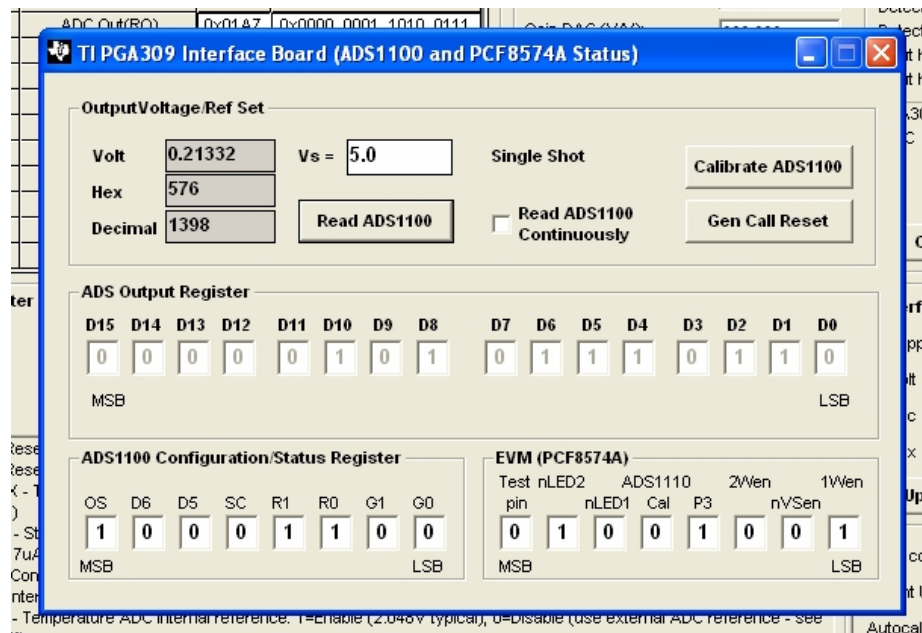 ADC Out(RO) 0x01A7 0x0000 0001 1010 0111
TI PGA309 Interface Board (ADS1100 and PCF8574A Status)
OutputVoltage/Ref Set
Volt 0.21332 Vs = 5.0 Single Shot Calibrate ADS1100
Hex 576
Decimal 1398 Read ADS1100 Read ADS1100 Continuously Gen Call Reset
ADS Output Register
D15 D14 D13 D12 D11 D10 D9 D8 D7 D6 D5 D4 D3 D2 D1 D0
0 0 0 0 0 1 0 1 0 1 1 1 0 1 1 0
MSB LSB
ADS1100 Configuration/Status Register
OS D6 D5 SC R1 R0 G1 G0
1 0 0 0 1 1 0 0
MSB LSB
EVM (PCF8574A)
Test nLED2 ADS1110 2Wen 1Wen
pin nLED1 Cal P3 nVSen
0 1 0 0 1 0 0 1
MSB LSB
- Temperature ADC internal reference. 1=Enable (2.048V typical), 0=Disable (use external ADC reference - see
Autocal